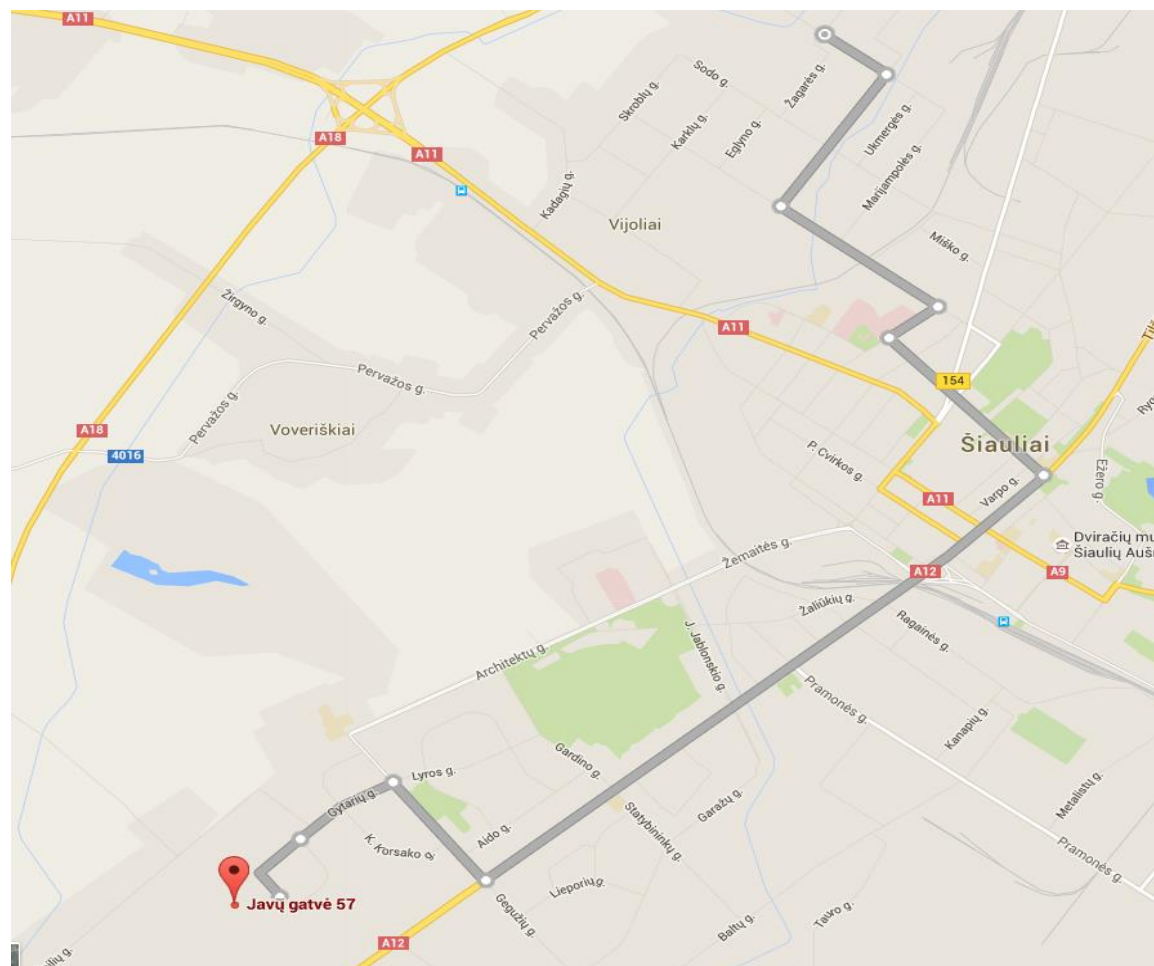 A11
Sodo g.
Žagarės g.
Skroblų g.
Karklų g.
Eglyno g.
Ukmergės g.
A18
A11
Kadagių g.
Marijampolės g.
Vijoliai
Miško g.
Žirgyno g.
Pervažos g.
A11
Pervažos g.
154
Pervažos g.
A18
Voveriškiai
4016
P. Cvirkos g.
Šiauliai
Ežero g.
Varpo g.
A11
Dviračių mu
Šiaulių Auš
Žemaitės g.
A12
A9
Žaliūkių g.
Ragainės g.
J. Jablonskio g.
Architektų g.
Pramonės g.
Kanapių g.
Gardino g.
Lyros g.
Gytarių g.
Statybininkų g.
Garažų g.
Metalistų g.
Aido g.
K. Korsako g.
Pramonės g.
Lieporių g.
Javų gatvė 57
Gegužių g.
Baltų g.
Tauro g.
A12